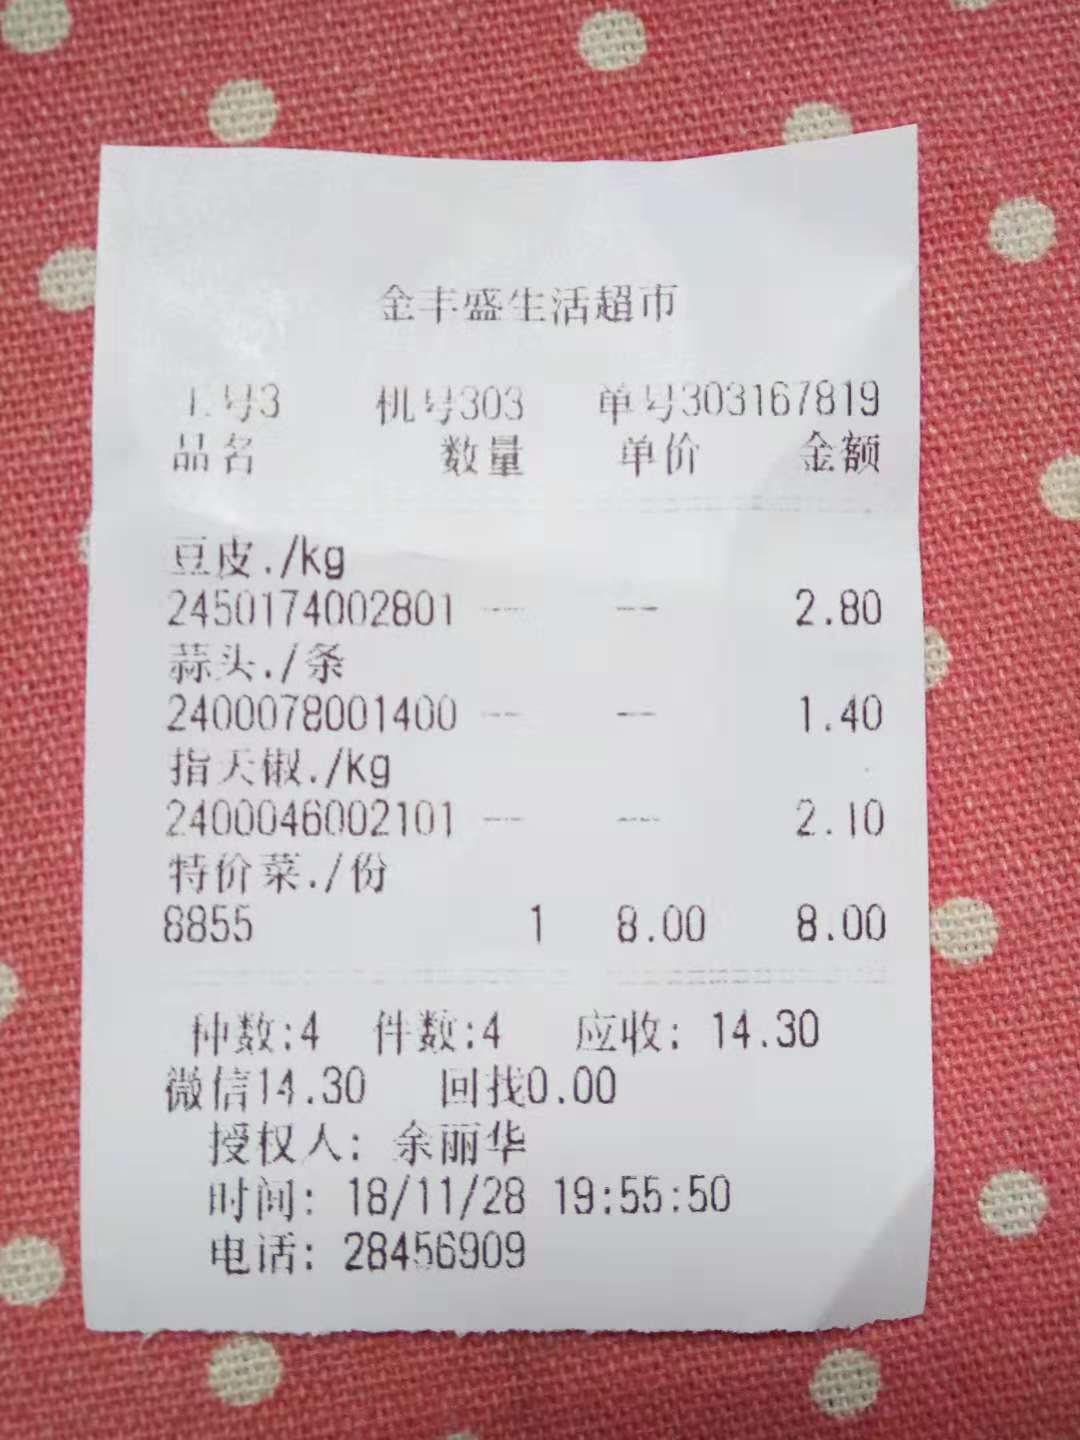 金丰盛生活超市
工号3 机号303 单号303167819
品名 数量 单价 金额
豆皮./kg
2450174002801 -- -- 2.80
蒜头./条
2400078001400 -- -- 1.40
指天椒./kg
2400046002101 -- -- 2.10
特价菜./份
8855 1 8.00 8.00
种数:4 件数:4 应收: 14.30
微信14.30 回找0.00
授权人: 余丽华
时间: 18/11/28 19:55:50
电话: 28456909